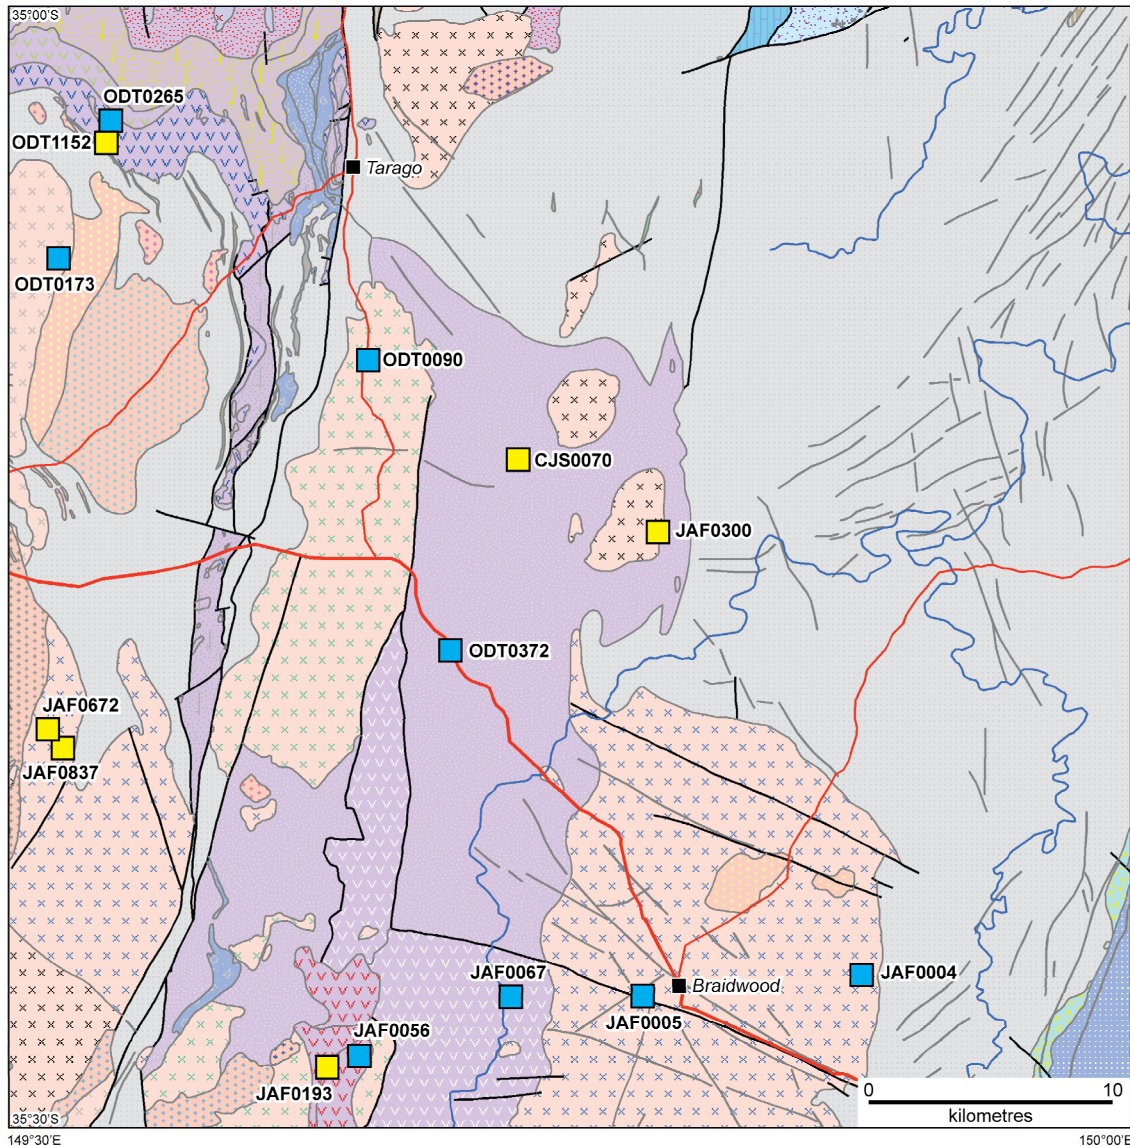 35°00'S
ODT0265
ODT1152
Tarago
ODT0173
ODT0090
CJS0070
JAF0300
ODT0372
JAF0672
JAF0837
JAF0067
JAF0004
Braidwood
JAF0005
JAF0056
JAF0193
0 10
kilometres
35°30'S
149°30'E 150°00'E